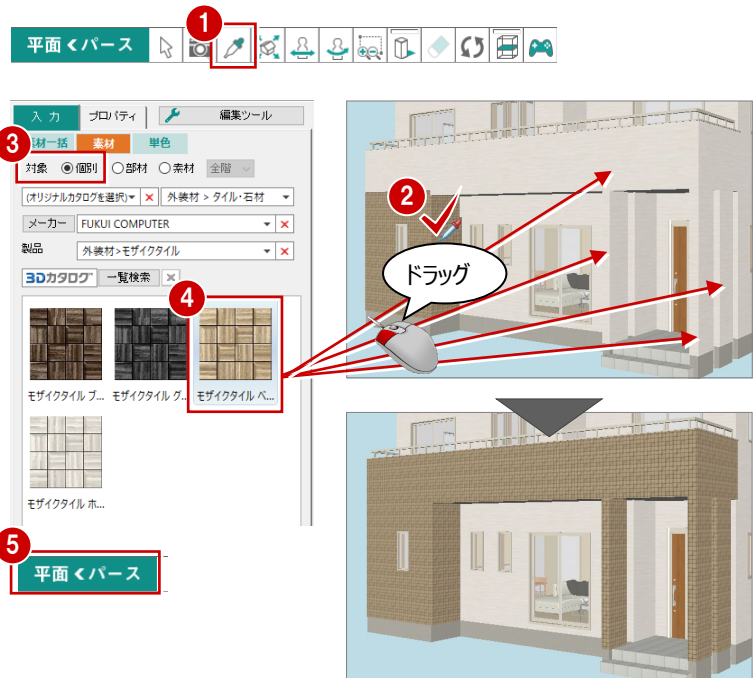 1
平面<パース
入 力 プロパティ 編集ツール
3
材一括 素材 単色
対象 個別 部材 素材 全階
(オリジナルカタログを選択) 外装材 > タイル・石材
メーカー FUKUI COMPUTER
製品 外装材>モザイクタイル
3Dカタログ 一覧検索
4
モザイクタイル ブ... モザイクタイル グ... モザイクタイル ベ...
モザイクタイル ホ...
2
ドラッグ
5
平面<パース